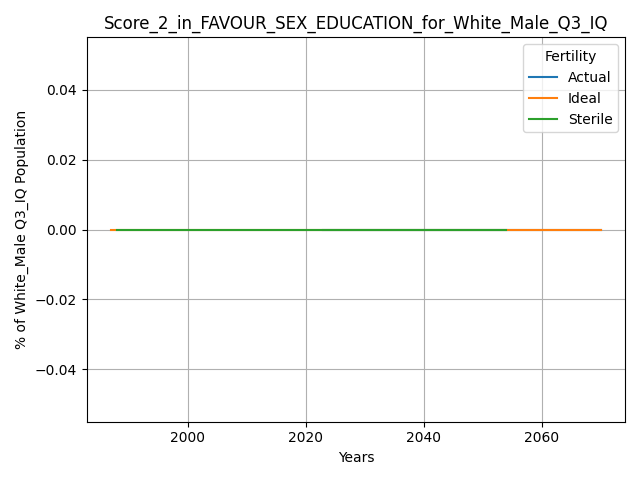 Score_2_in_FAVOUR_SEX_EDUCATION_for_White_Male_Q3_IQ
Fertility
Actual
Ideal
Sterile
% of White_Male Q3_IQ Population
0.04
0.02
0.00
−0.02
−0.04
2000 2020 2040 2060
Years